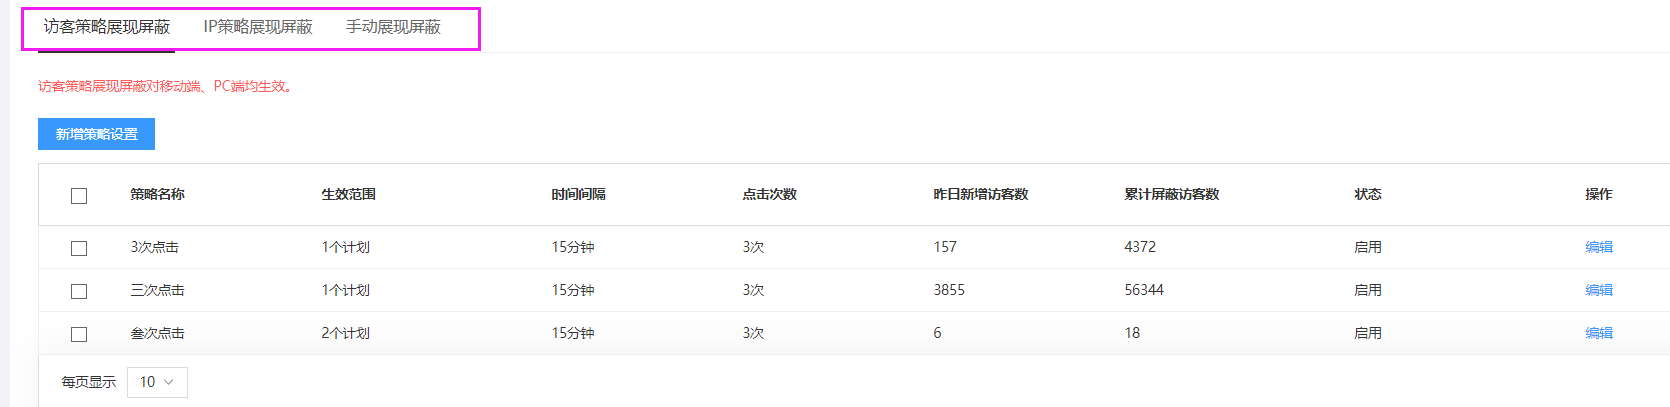 访客策略展现屏蔽 IP策略展现屏蔽 手动展现屏蔽
访客策略展现屏蔽对移动端、PC端均生效。
新增策略设置
策略名称 生效范围 时间间隔 点击次数 昨日新增访客数 累计屏蔽访客数 状态 操作
3次点击 1个计划 15分钟 3次 157 4372 启用 编辑
三次点击 1个计划 15分钟 3次 3855 56344 启用 编辑
叁次点击 2个计划 15分钟 3次 6 18 启用 编辑
每页显示 10